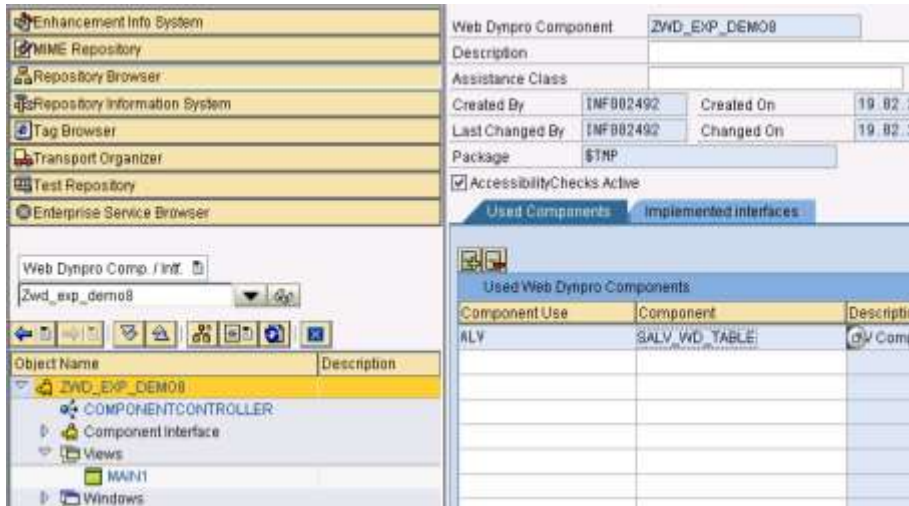 Enhancement Info System
MIME Repository
Repository Browser
Repository Information System
Tag Browser
Transport Organizer
Test Repository
Enterprise Service Browser
Web Dynpro Comp. / Intf.
Zwd_exp_demo8
Object Name Description
ZWD_EXP_DEMO8
COMPONENTCONTROLLER
Component Interface
Views
MAIN1
Windows
Web Dynpro Component ZWD_EXP_DEMO8
Description
Assistance Class
Created By INF002492 Created On 19.02.
Last Changed By INF002492 Changed On 19.02.
Package $TMP
AccessibilityChecks Active
Used Components Implemented interfaces
Used Web Dynpro Components
Component Use Component Descripti
ALV SALV_WD_TABLE V Comp